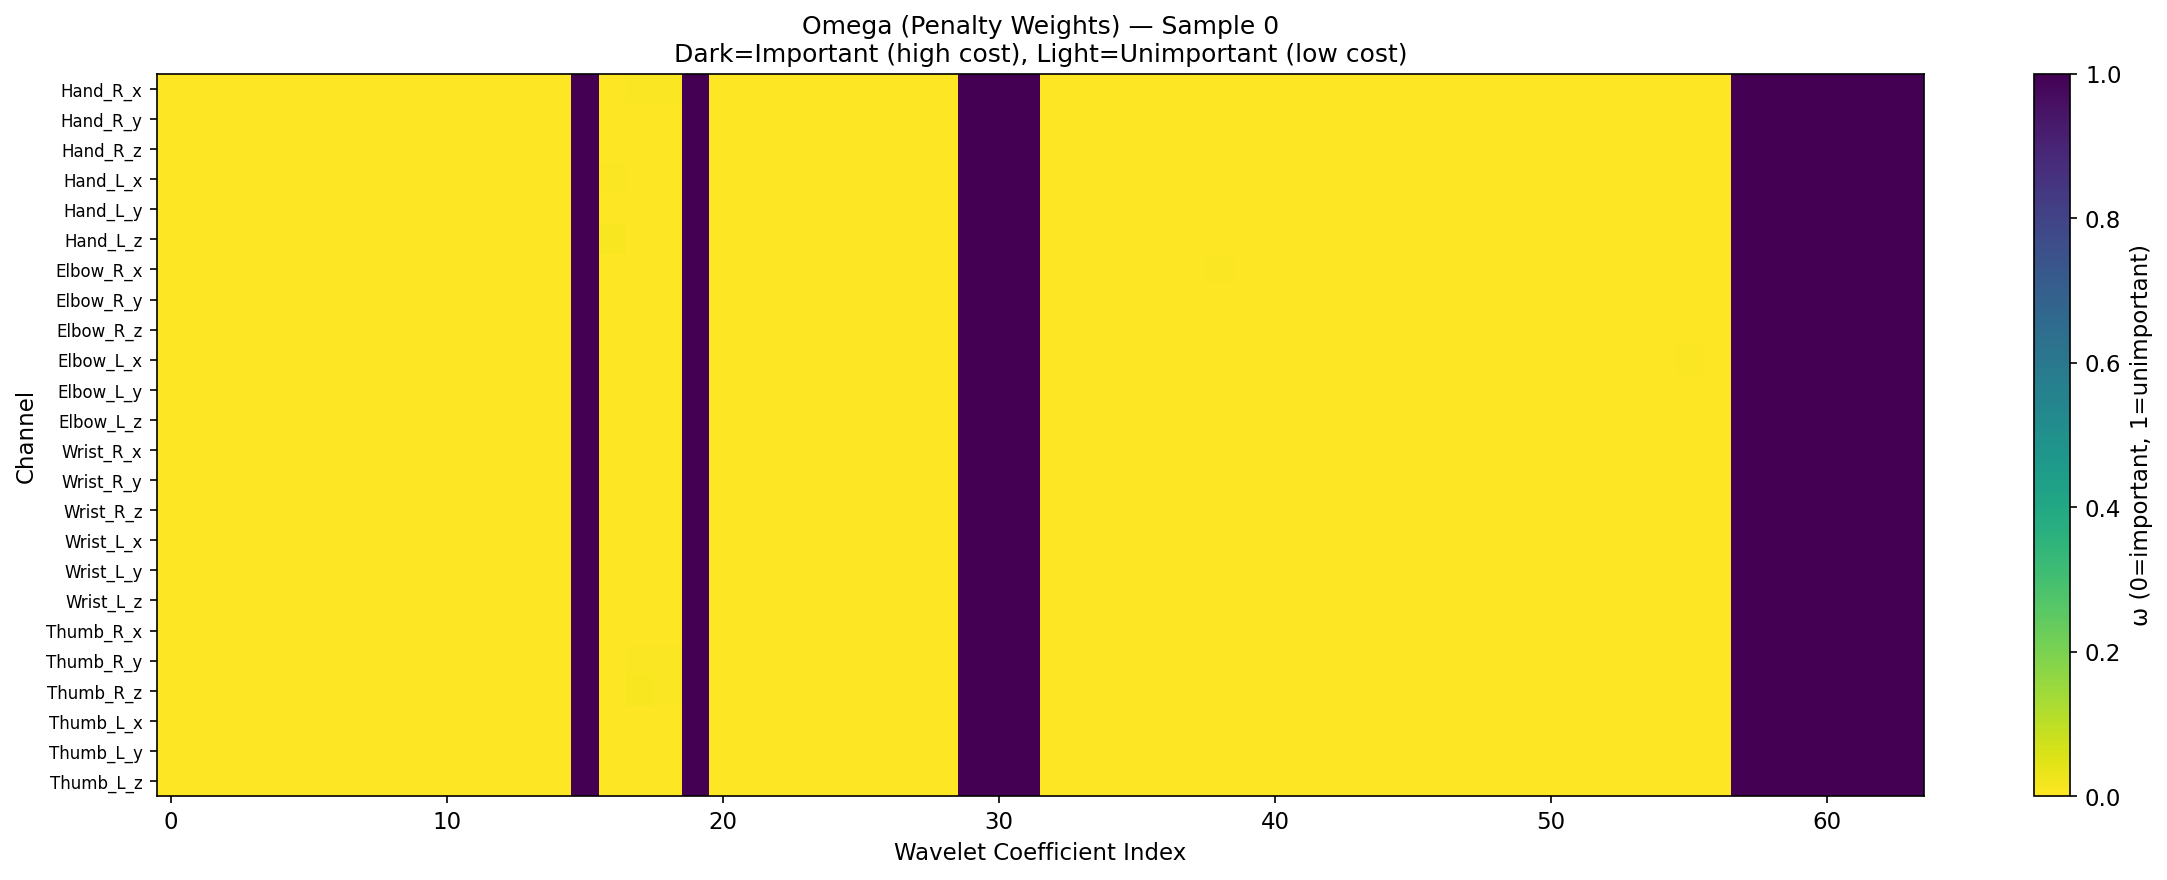 Omega (Penalty Weights) — Sample 0
Dark=Important (high cost), Light=Unimportant (low cost)
Channel
Hand_R_x
Hand_R_y
Hand_R_z
Hand_L_x
Hand_L_y
Hand_L_z
Elbow_R_x
Elbow_R_y
Elbow_R_z
Elbow_L_x
Elbow_L_y
Elbow_L_z
Wrist_R_x
Wrist_R_y
Wrist_R_z
Wrist_L_x
Wrist_L_y
Wrist_L_z
Thumb_R_x
Thumb_R_y
Thumb_R_z
Thumb_L_x
Thumb_L_y
Thumb_L_z
0 10 20 30 40 50 60
Wavelet Coefficient Index
1.0
0.8
0.6
0.4
0.2
0.0
ω (0=important, 1=unimportant)